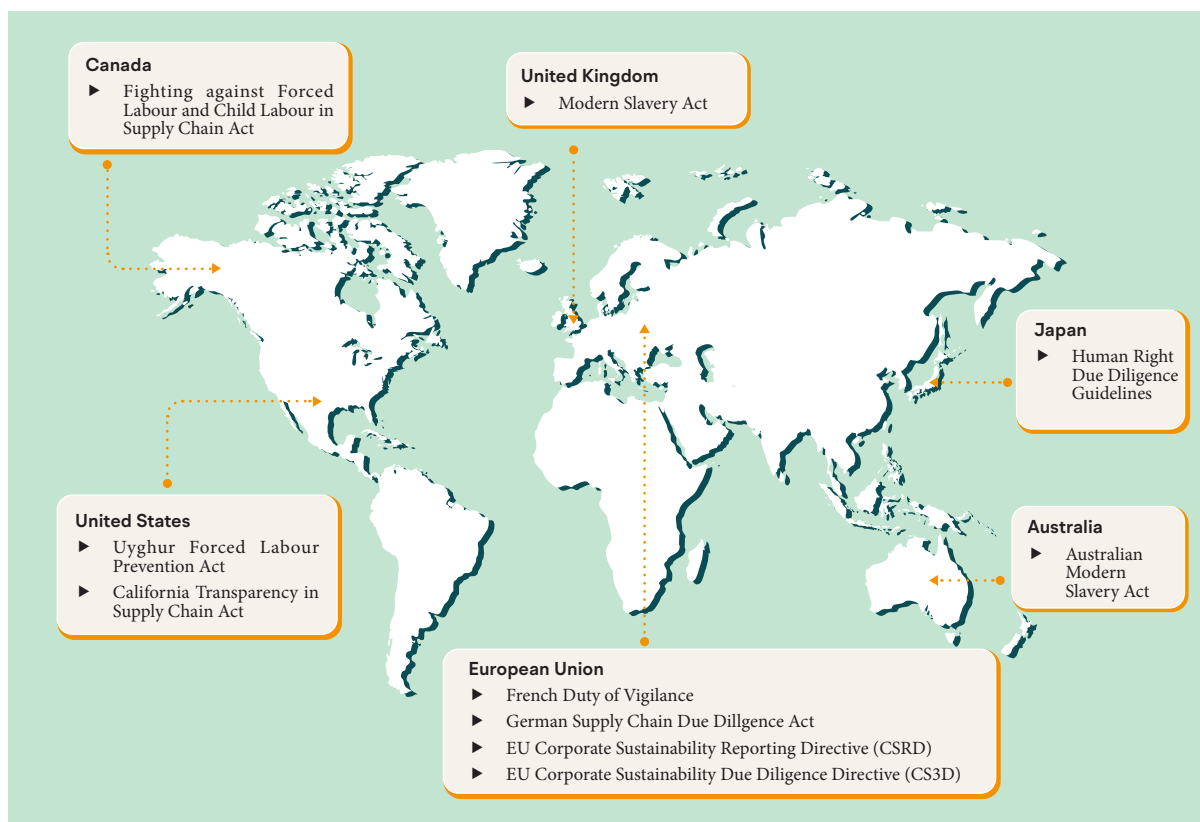 Canada
▶ Fighting against Forced
Labour and Child Labour in
Supply Chain Act
United Kingdom
▶ Modern Slavery Act
Japan
▶ Human Right
Due Diligence
Guidelines
United States
▶ Uyghur Forced Labour
Prevention Act
▶ California Transparency in
Supply Chain Act
Australia
▶ Australian
Modern
Slavery Act
European Union
▶ French Duty of Vigilance
▶ German Supply Chain Due Dillgence Act
▶ EU Corporate Sustainability Reporting Directive (CSRD)
▶ EU Corporate Sustainability Due Diligence Directive (CS3D)